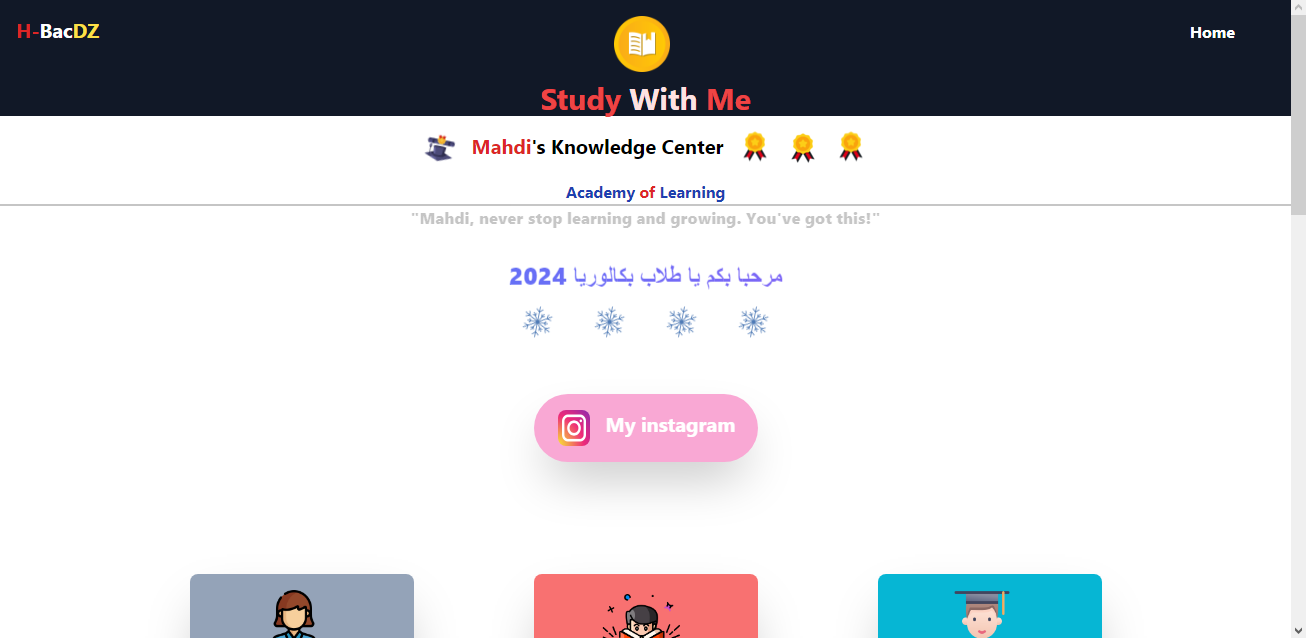 H-BacDZ
Home
Study With Me
Mahdi's Knowledge Center
Academy of Learning
"Mahdi, never stop learning and growing. You've got this!"
مرحبا بكم يا طلاب بكالوريا 2024
My instagram